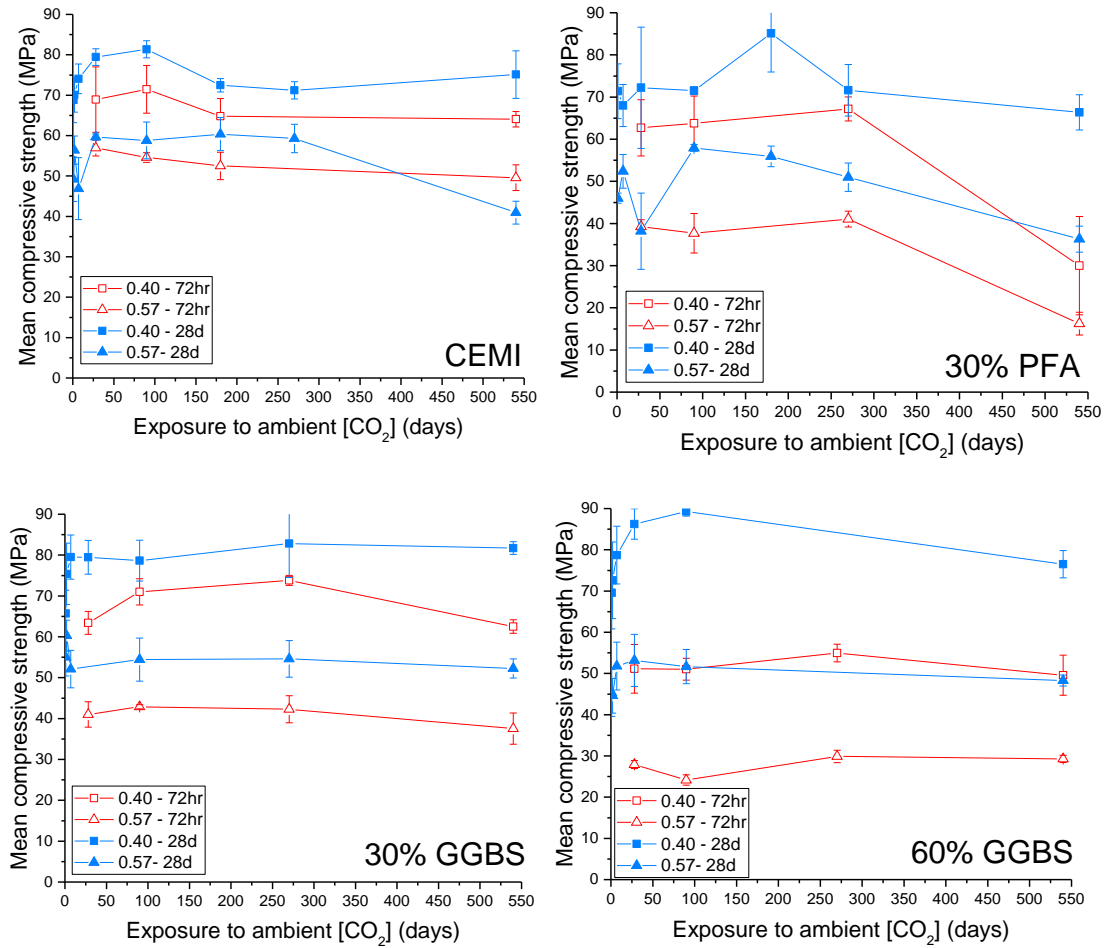 Mean compressive strength (MPa)
90
80
70
60
50
40
30
20
10
0
0.40 - 72hr
0.57 - 72hr
0.40 - 28d
0.57- 28d
CEMI
0 50 100 150 200 250 300 350 400 450 500 550
Exposure to ambient [CO2] (days)
Mean compressive strength (MPa)
90
80
70
60
50
40
30
20
10
0
0.40 - 72hr
0.57 - 72hr
0.40 - 28d
0.57- 28d
30% PFA
0 50 100 150 200 250 300 350 400 450 500 550
Exposure to ambient [CO2] (days)
Mean compressive strength (MPa)
90
80
70
60
50
40
30
20
10
0
0.40 - 72hr
0.57 - 72hr
0.40 - 28d
0.57- 28d
30% GGBS
0 50 100 150 200 250 300 350 400 450 500 550
Exposure to ambient [CO2] (days)
Mean compressive strength (MPa)
90
80
70
60
50
40
30
20
10
0
0.40 - 72hr
0.57 - 72hr
0.40 - 28d
0.57- 28d
60% GGBS
0 50 100 150 200 250 300 350 400 450 500 550
Exposure to ambient [CO2] (days)